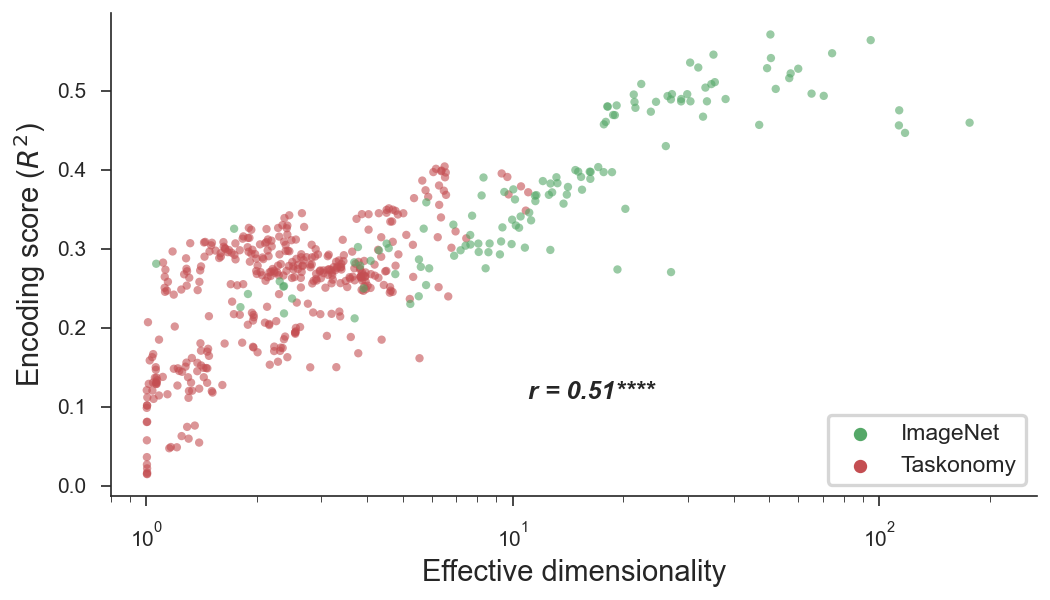 Encoding score (R²)
0.5
0.4
0.3
0.2
0.1
0.0
r = 0.51****
ImageNet
Taskonomy
10⁰ 10¹ 10²
Effective dimensionality